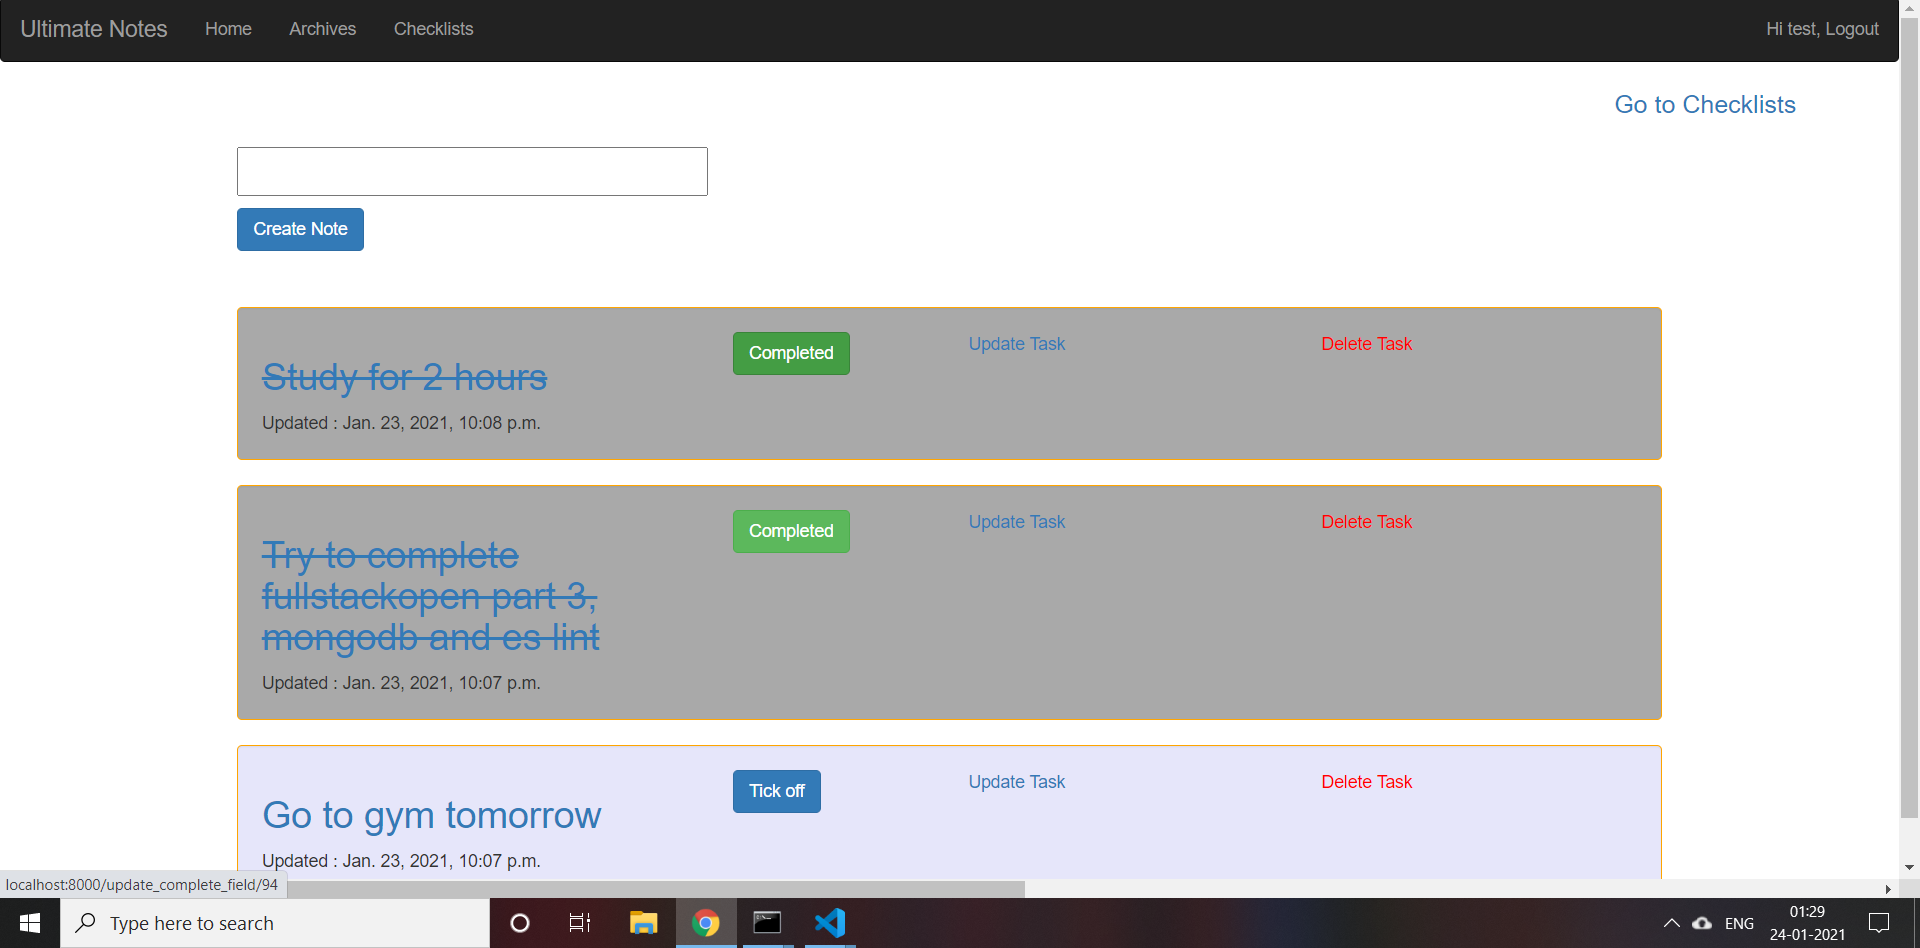 Ultimate Notes Home Archives Checklists Hi test, Logout
Go to Checklists
Create Note
Study for 2 hours
Updated : Jan. 23, 2021, 10:08 p.m.
Completed
Update Task
Delete Task
Try to complete
fullstackopen part 3,
mongodb and es lint
Updated : Jan. 23, 2021, 10:07 p.m.
Completed
Update Task
Delete Task
Go to gym tomorrow
Updated : Jan. 23, 2021, 10:07 p.m.
Tick off
Update Task
Delete Task
localhost:8000/update_complete_field/94
Type here to search
ENG
01:29
24-01-2021